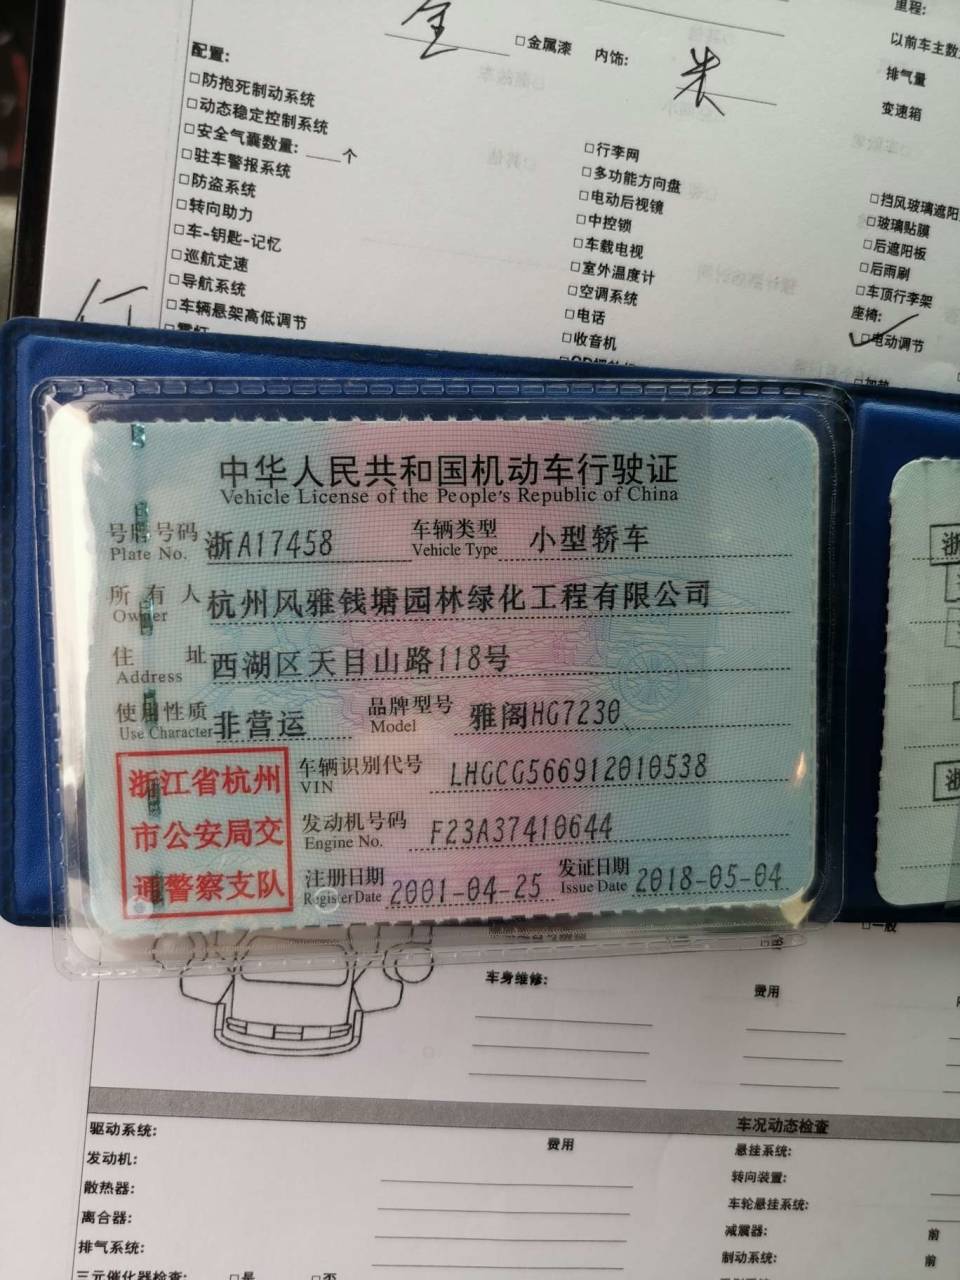 里程:
全 □金属漆 内饰: 米
以前车主数
配置:
排气量
□防抱死制动系统
变速箱
□动态稳定控制系统
□安全气囊数量: ___个
□驻车警报系统
□防盗系统
□转向助力
□车-钥匙-记忆
□巡航定速
□导航系统
□车辆悬架高低调节
□行李网
□多功能方向盘
□电动后视镜
□中控锁
□车载电视
□室外温度计
□空调系统
□电话
□收音机
□挡风玻璃遮阳
□玻璃贴膜
□后遮阳板
□后雨刷
□车顶行李架
座椅:
□电动调节
□加热
中华人民共和国机动车行驶证
Vehicle License of the People's Republic of China
号牌号码 浙A17458 车辆类型 小型轿车
Plate No. Vehicle Type
所有人 杭州风雅钱塘园林绿化工程有限公司
Owner
住址 西湖区天目山路118号
Address
使用性质 非营运 品牌型号 雅阁HG7230
Use Character Model
浙江省杭州
市公安局交
通警察支队
车辆识别代号 LHGCG566912010538
VIN
发动机号码 F23A37410644
Engine No.
注册日期 2001-04-25 发证日期 2018-05-04
Register Date Issue Date
浙
浙
□一般
车身维修:
费用
驱动系统:
费用
发动机:
散热器:
离合器:
排气系统:
三元催化器检查: □是 □否
车况动态检查
悬挂系统:
转向装置:
车轮悬挂系统:
减震器: 前
制动系统: 前